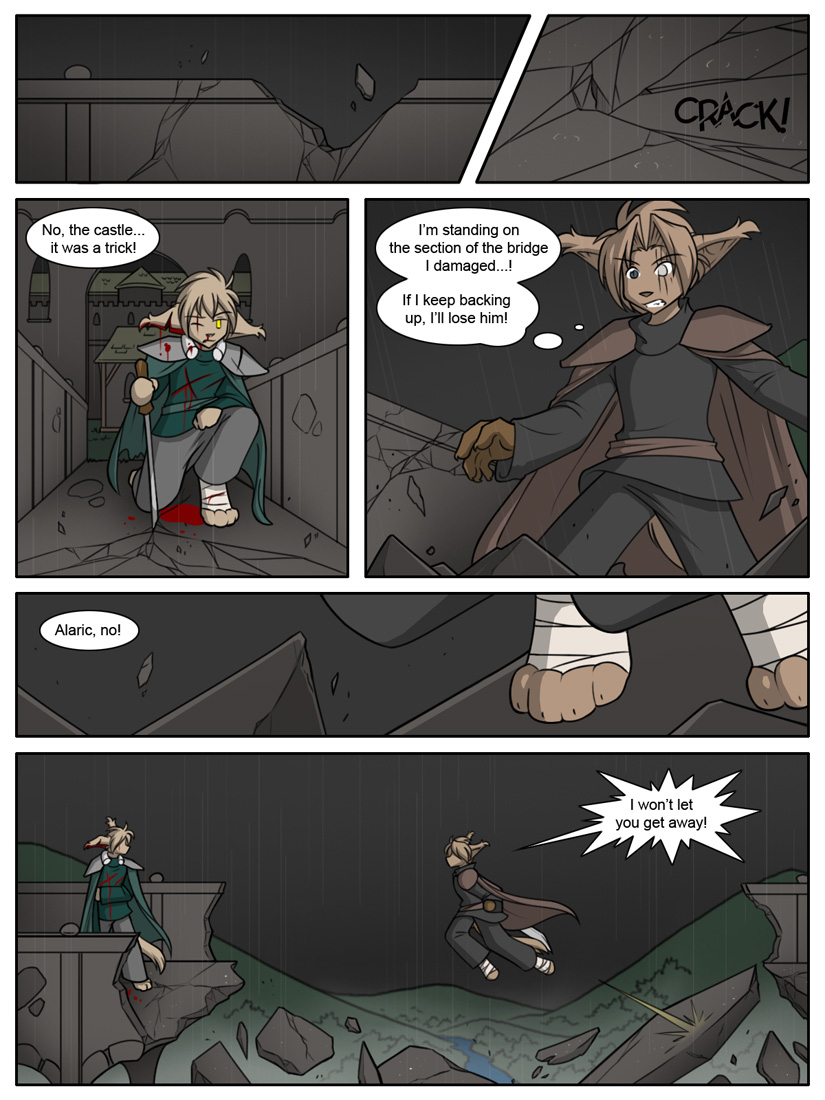 CRACK!
No, the castle...
it was a trick!
I'm standing on
the section of the bridge
I damaged...!
If I keep backing
up, I'll lose him!
Alaric, no!
I won't let
you get away!